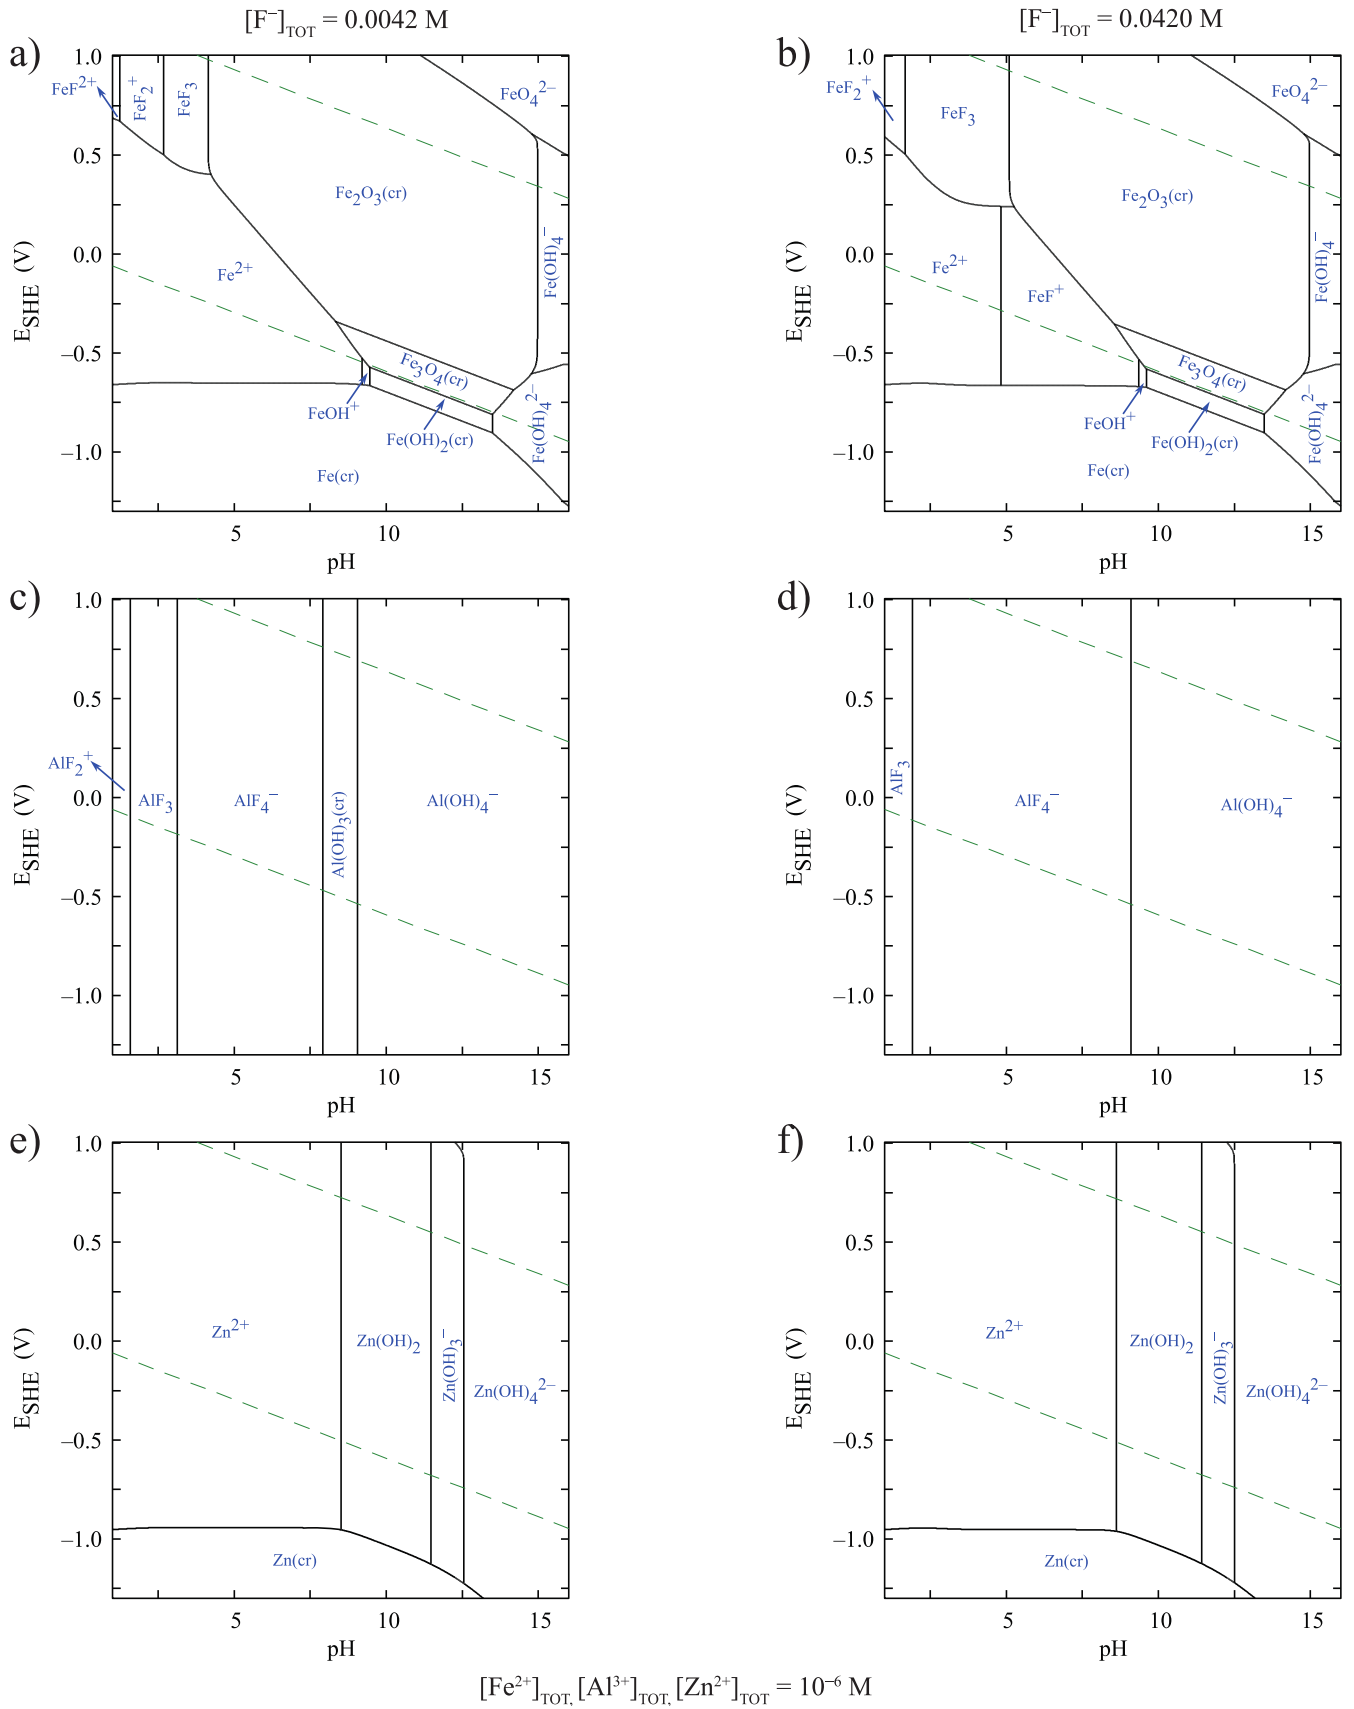 [F⁻]TOT = 0.0042 M
[F⁻]TOT = 0.0420 M
a)
1.0
0.5
0.0
−0.5
−1.0
ESHE (V)
FeF²⁺
FeF₂⁺
FeF₃
FeO₄²⁻
Fe₂O₃(cr)
Fe²⁺
Fe(OH)₄⁻
Fe₃O₄(cr)
FeOH⁺
Fe(OH)₂(cr)
Fe(OH)₄²⁻
Fe(cr)
5
10
15
pH
b)
1.0
0.5
0.0
−0.5
−1.0
ESHE (V)
FeF₂⁺
FeF₃
FeO₄²⁻
Fe₂O₃(cr)
Fe²⁺
FeF⁺
Fe(OH)₄⁻
Fe₃O₄(cr)
FeOH⁺
Fe(OH)₂(cr)
Fe(OH)₄²⁻
Fe(cr)
5
10
15
pH
c)
1.0
0.5
0.0
−0.5
−1.0
ESHE (V)
AlF₂⁺
AlF₃
AlF₄⁻
Al(OH)₃(cr)
Al(OH)₄⁻
5
10
15
pH
d)
1.0
0.5
0.0
−0.5
−1.0
ESHE (V)
AlF₃
AlF₄⁻
Al(OH)₄⁻
5
10
15
pH
e)
1.0
0.5
0.0
−0.5
−1.0
ESHE (V)
Zn²⁺
Zn(OH)₂
Zn(OH)₃⁻
Zn(OH)₄²⁻
Zn(cr)
5
10
15
pH
f)
1.0
0.5
0.0
−0.5
−1.0
ESHE (V)
Zn²⁺
Zn(OH)₂
Zn(OH)₃⁻
Zn(OH)₄²⁻
Zn(cr)
5
10
15
pH
[Fe²⁺]TOT, [Al³⁺]TOT, [Zn²⁺]TOT = 10⁻⁶ M